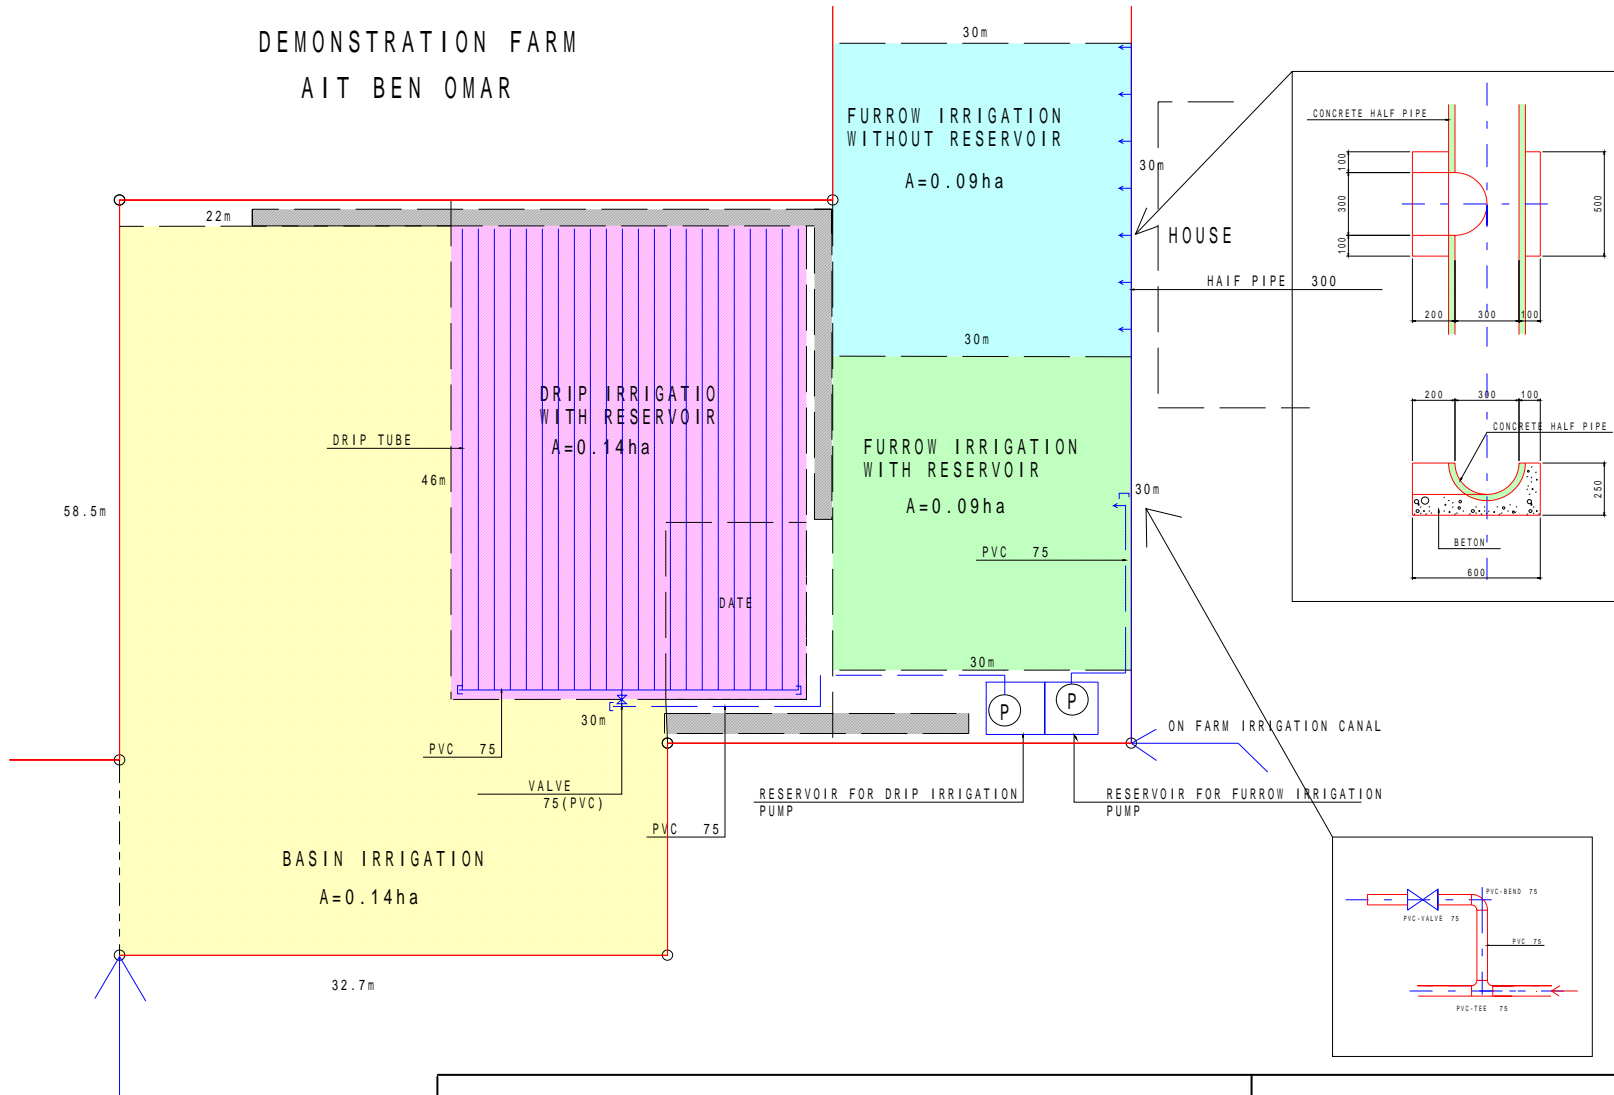 DEMONSTRATION FARM
AIT BEN OMAR
22m
58.5m
DRIP TUBE
46m
DRIP IRRIGATIO
WITH RESERVOIR
A=0.14ha
DATE
30m
PVC 75
VALVE
75(PVC)
PVC 75
BASIN IRRIGATION
A=0.14ha
32.7m
30m
FURROW IRRIGATION
WITHOUT RESERVOIR
A=0.09ha
30m
30m
HOUSE
HAIF PIPE 300
FURROW IRRIGATION
WITH RESERVOIR
A=0.09ha
30m
PVC 75
30m
P
P
ON FARM IRRIGATION CANAL
RESERVOIR FOR DRIP IRRIGATION
PUMP
RESERVOIR FOR FURROW IRRIGATION
PUMP
CONCRETE HALF PIPE
100
300
100
500
200 300 100
200 300 100
CONCRETE HALF PIPE
250
BETON
600
PVC-BEND 75
PVC-VALVE 75
PVC 75
PVC-TEE 75